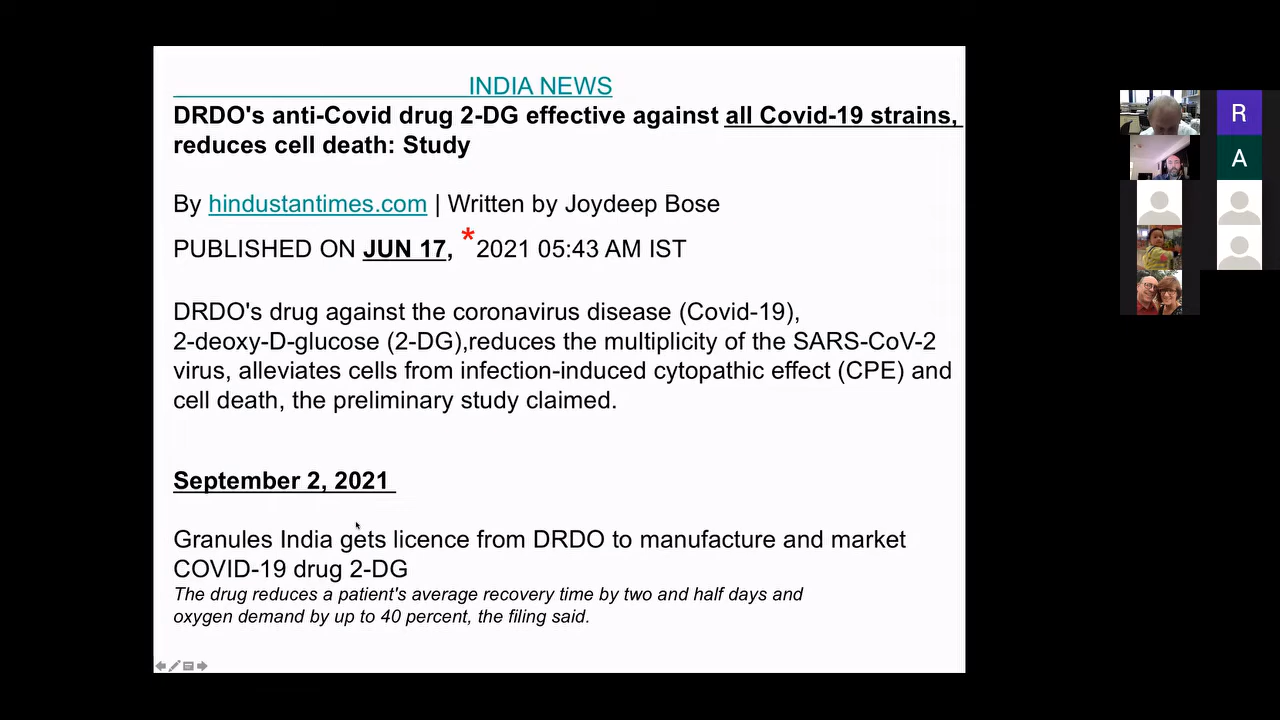 INDIA NEWS
DRDO's anti-Covid drug 2-DG effective against all Covid-19 strains,
reduces cell death: Study
By hindustantimes.com | Written by Joydeep Bose
PUBLISHED ON JUN 17, *2021 05:43 AM IST
DRDO's drug against the coronavirus disease (Covid-19),
2-deoxy-D-glucose (2-DG),reduces the multiplicity of the SARS-CoV-2
virus, alleviates cells from infection-induced cytopathic effect (CPE) and
cell death, the preliminary study claimed.
September 2, 2021
Granules India gets licence from DRDO to manufacture and market
COVID-19 drug 2-DG
The drug reduces a patient's average recovery time by two and half days and
oxygen demand by up to 40 percent, the filing said.
R
A